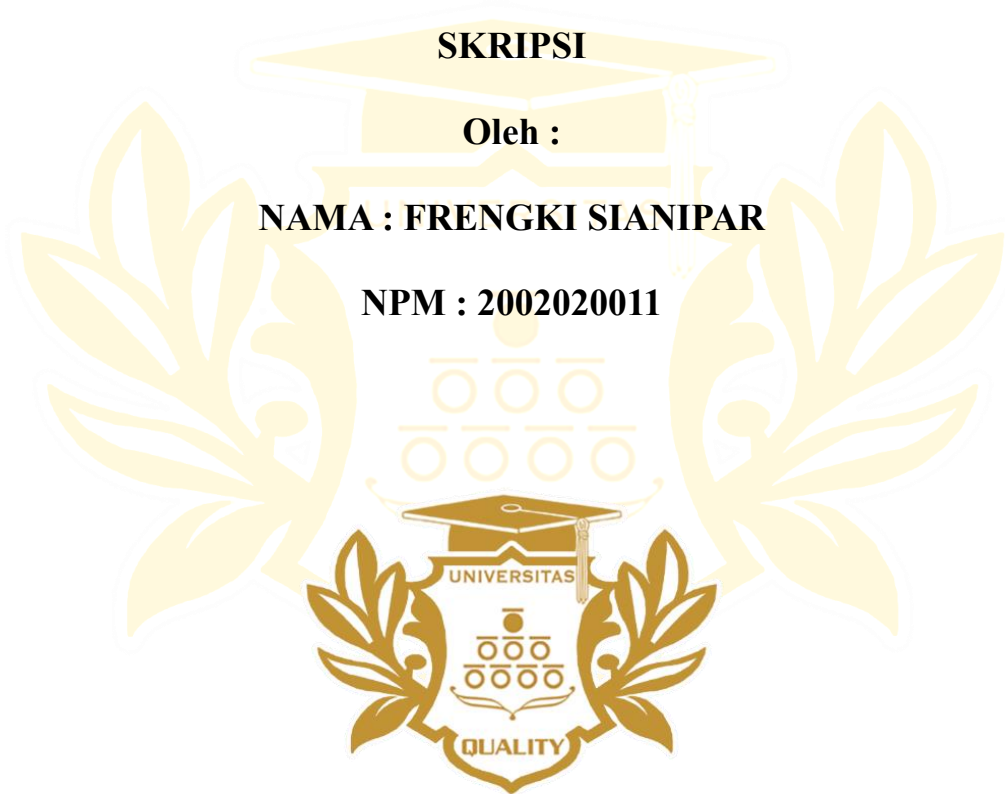 SKRIPSI
Oleh :
NAMA : FRENGKI SIANIPAR
NPM : 2002020011
UNIVERSITAS
QUALITY